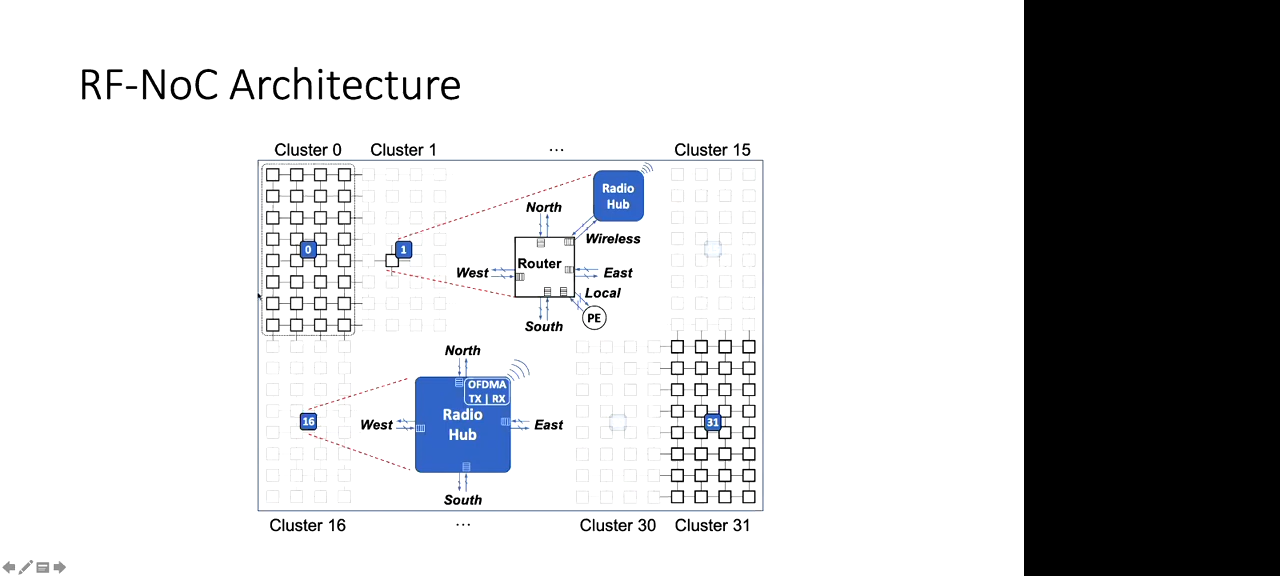 RF-NoC Architecture
Cluster 0
Cluster 1
...
Cluster 15
Radio
Hub
North
Wireless
0
1
Router
West
East
Local
PE
South
North
OFDMA
TX | RX
Radio
Hub
16
West
East
31
South
Cluster 16
...
Cluster 30
Cluster 31